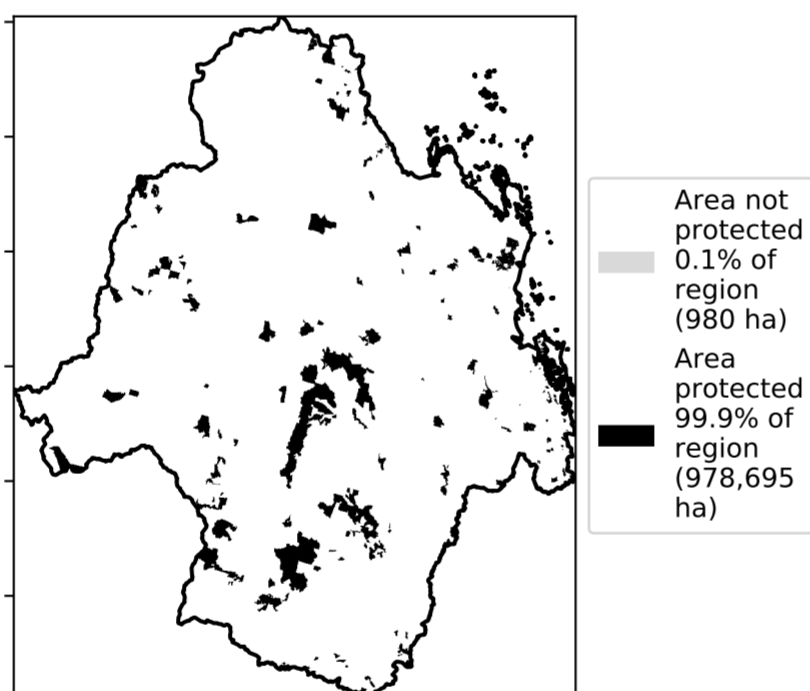 Area not
protected
0.1% of
region
(980 ha)
Area
protected
99.9% of
region
(978,695
ha)